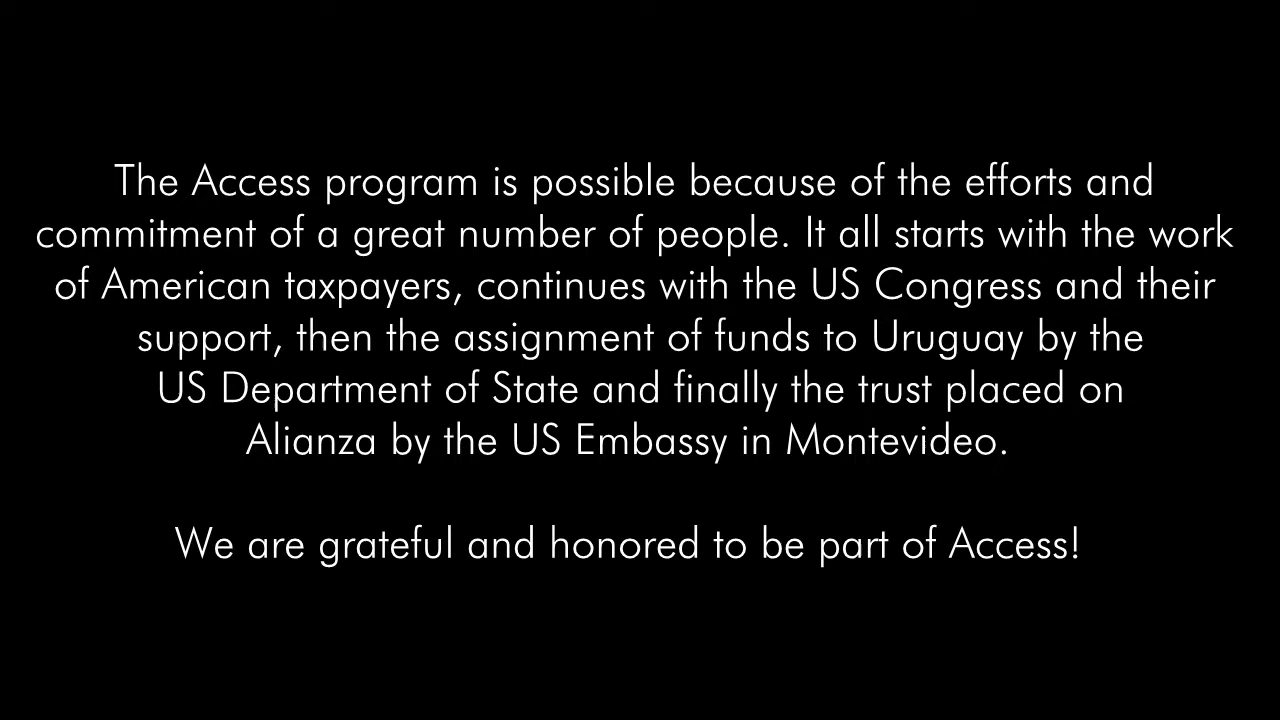 The Access program is possible because of the efforts and
commitment of a great number of people. It all starts with the work
of American taxpayers, continues with the US Congress and their
support, then the assignment of funds to Uruguay by the
US Department of State and finally the trust placed on
Alianza by the US Embassy in Montevideo.
We are grateful and honored to be part of Access!